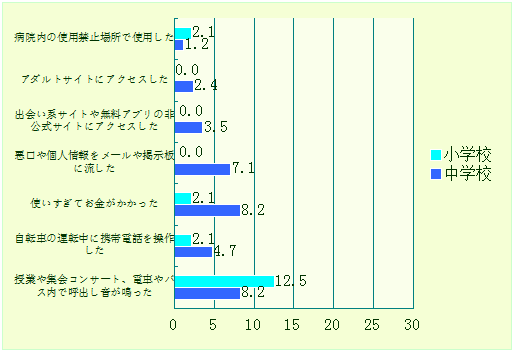 病院内の使用禁止場所で使用した
2.1
1.2
アダルトサイトにアクセスした
0.0
2.4
出会い系サイトや無料アプリの非
公式サイトにアクセスした
0.0
3.5
悪口や個人情報をメールや掲示板
に流した
0.0
7.1
使いすぎてお金がかかった
2.1
8.2
自転車の運転中に携帯電話を操作
した
2.1
4.7
授業や集会コンサート、電車やバ
ス内で呼出し音が鳴った
12.5
8.2
小学校
中学校
0 5 10 15 20 25 30